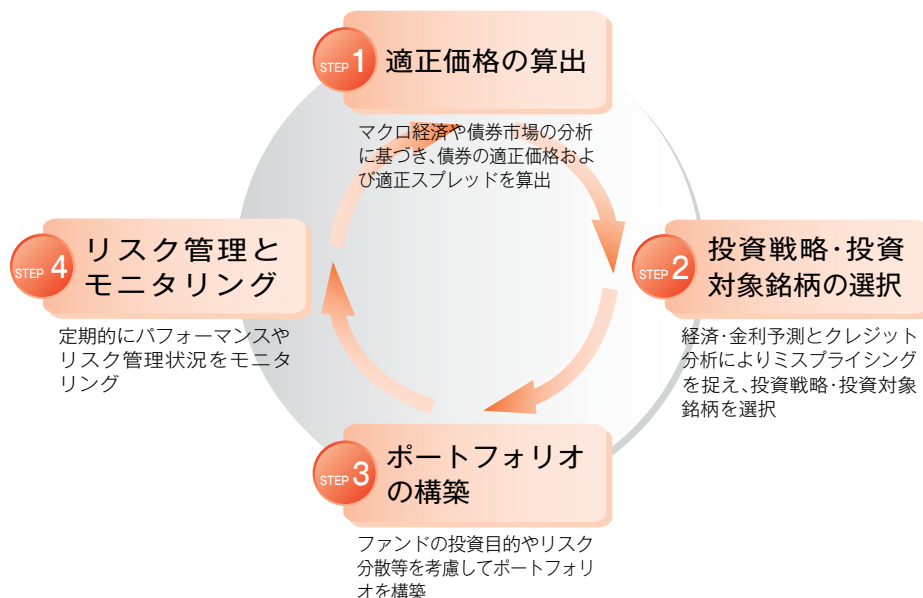 STEP 1
適正価格の算出
マクロ経済や債券市場の分析
に基づき、債券の適正価格およ
び適正スプレッドを算出
STEP 2
投資戦略・投資
対象銘柄の選択
経済・金利予測とクレジット
分析によりミスプライシング
を捉え、投資戦略・投資対象
銘柄を選択
STEP 3
ポートフォリオ
の構築
ファンドの投資目的やリスク
分散等を考慮してポートフォリ
オを構築
STEP 4
リスク管理と
モニタリング
定期的にパフォーマンスや
リスク管理状況をモニタ
リング